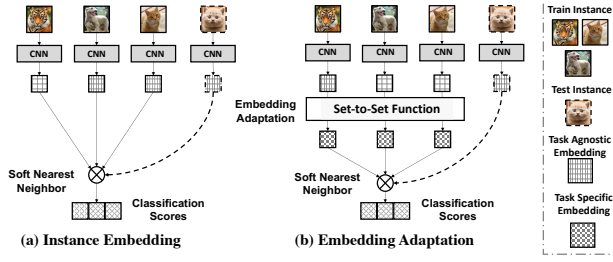 CNN CNN CNN CNN
Soft Nearest
Neighbor
Classification
Scores
(a) Instance Embedding
CNN CNN CNN CNN
Embedding
Adaptation
Set-to-Set Function
Soft Nearest
Neighbor
Classification
Scores
(b) Embedding Adaptation
Train Instance
Test Instance
Task Agnostic
Embedding
Task Specific
Embedding